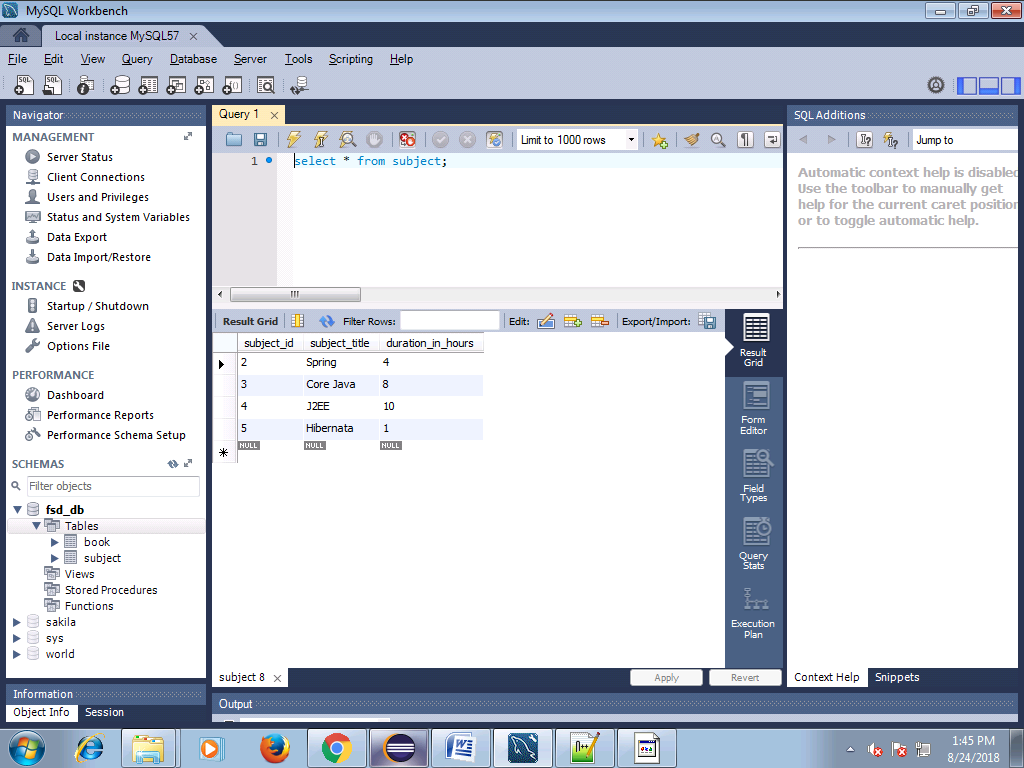 MySQL Workbench
Local instance MySQL57
File Edit View Query Database Server Tools Scripting Help
Navigator
MANAGEMENT
Server Status
Client Connections
Users and Privileges
Status and System Variables
Data Export
Data Import/Restore
INSTANCE
Startup / Shutdown
Server Logs
Options File
PERFORMANCE
Dashboard
Performance Reports
Performance Schema Setup
SCHEMAS
Filter objects
fsd_db
Tables
book
subject
Views
Stored Procedures
Functions
sakila
sys
world
Information
Object Info Session
Query 1
Limit to 1000 rows
1 select * from subject;
Result Grid Filter Rows: Edit: Export/Import:
subject_id subject_title duration_in_hours
2 Spring 4
3 Core Java 8
4 J2EE 10
5 Hibernata 1
NULL NULL NULL
Result
Grid
Form
Editor
Field
Types
Query
Stats
Execution
Plan
subject 8
Apply Revert
Output
SQL Additions
Jump to
Automatic context help is disabled
Use the toolbar to manually get
help for the current caret position
or to toggle automatic help.
Context Help Snippets
1:45 PM
8/24/2018